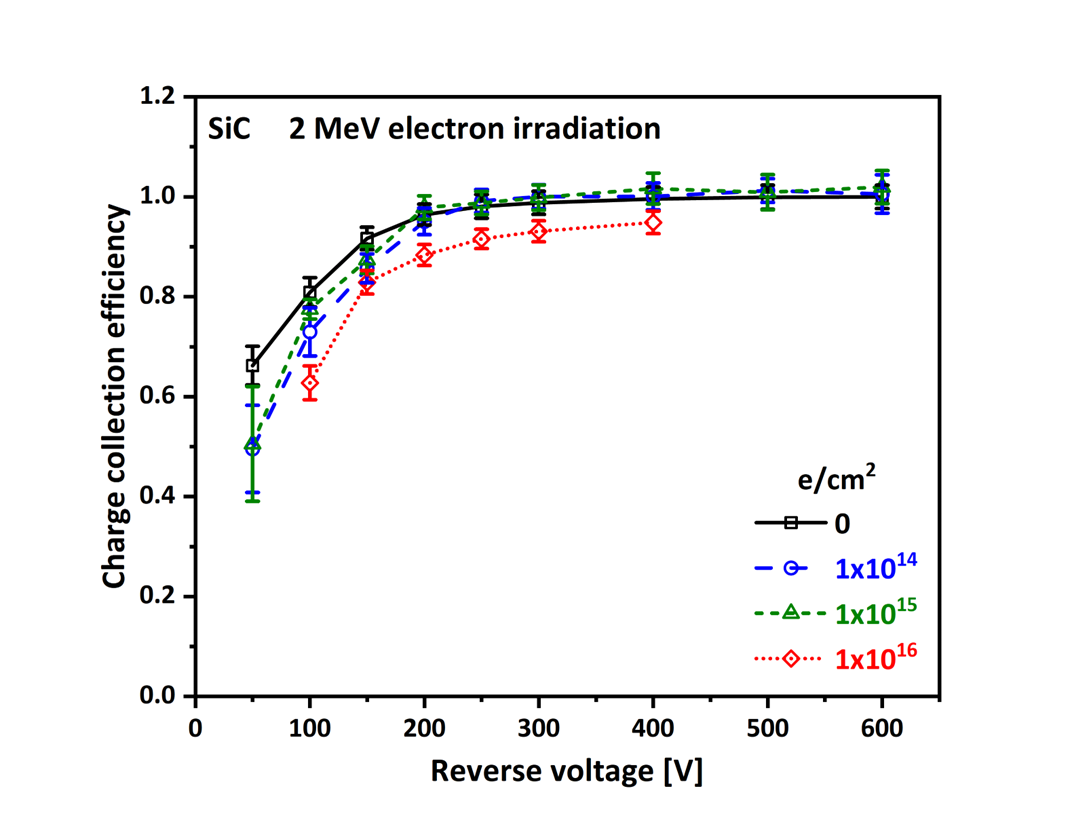 SiC 2 MeV electron irradiation
Charge collection efficiency
1.2
1.0
0.8
0.6
0.4
0.2
0.0
e/cm²
0
1x10¹⁴
1x10¹⁵
1x10¹⁶
0 100 200 300 400 500 600
Reverse voltage [V]